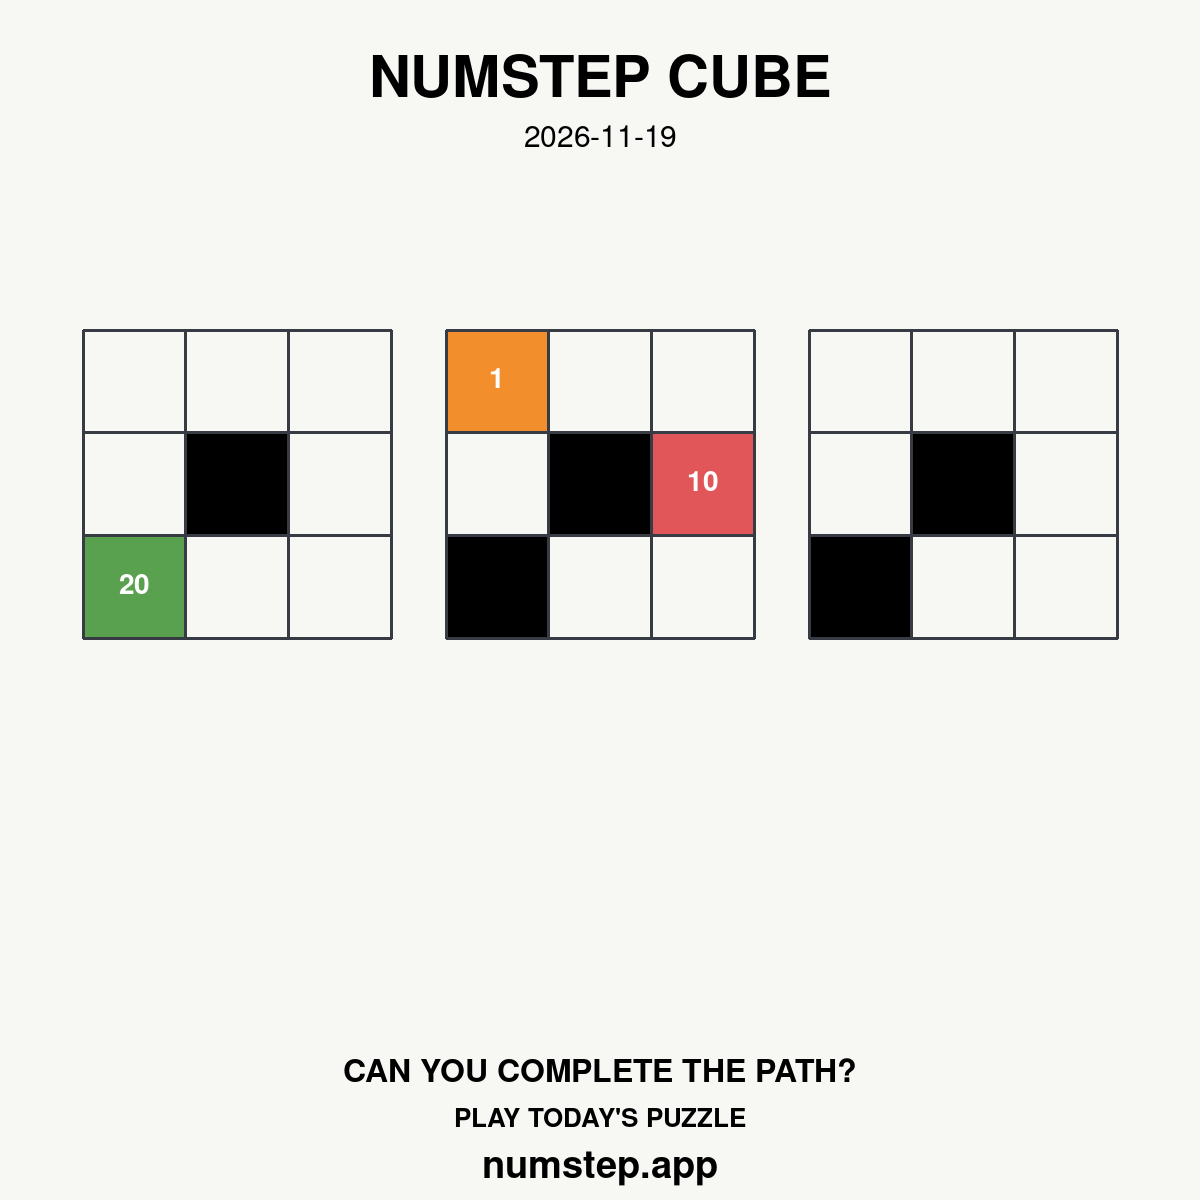 NUMSTEP CUBE
2026-11-19
1
10
20
CAN YOU COMPLETE THE PATH?
PLAY TODAY'S PUZZLE
numstep.app